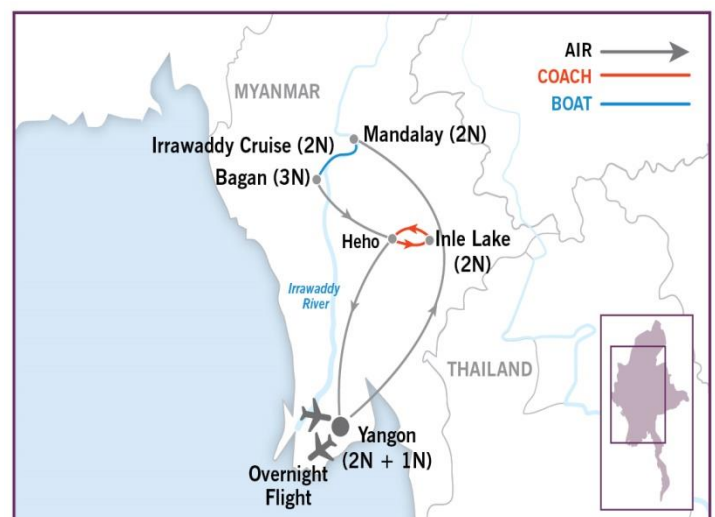 AIR
COACH
BOAT
MYANMAR
Mandalay (2N)
Irrawaddy Cruise (2N)
Bagan (3N)
Heho
Inle Lake
(2N)
Irrawaddy
River
THAILAND
Yangon
(2N + 1N)
Overnight
Flight